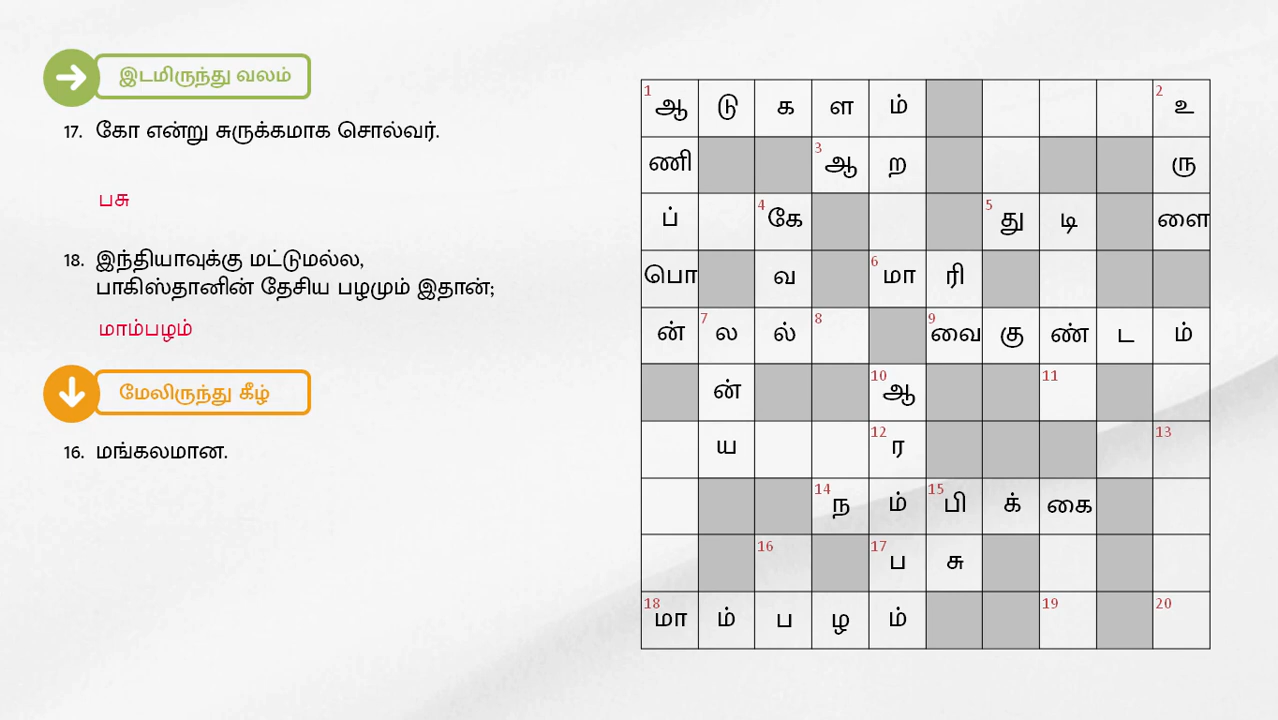 இடமிருந்து வலம்
17. கோ என்று சுருக்கமாக சொல்வர்.
பசு
18. இந்தியாவுக்கு மட்டுமல்ல,
பாகிஸ்தானின் தேசிய பழமும் இதான்;
மாம்பழம்
மேலிருந்து கீழ்
16. மங்கலமான.
1 ஆ டு க ள ம் 2 உ
ணி 3 ஆ ற ரு
ப் 4 கே 5 து டி ளை
பொ வ 6 மா ரி
ன் 7 ல ல் 8 9 வை கு ண் ட ம்
ன் 10 ஆ 11
ய 12 ர 13
14 ந ம் 15 பி க் கை
16 17 ப சு
18 மா ம் ப ழ ம் 19 20